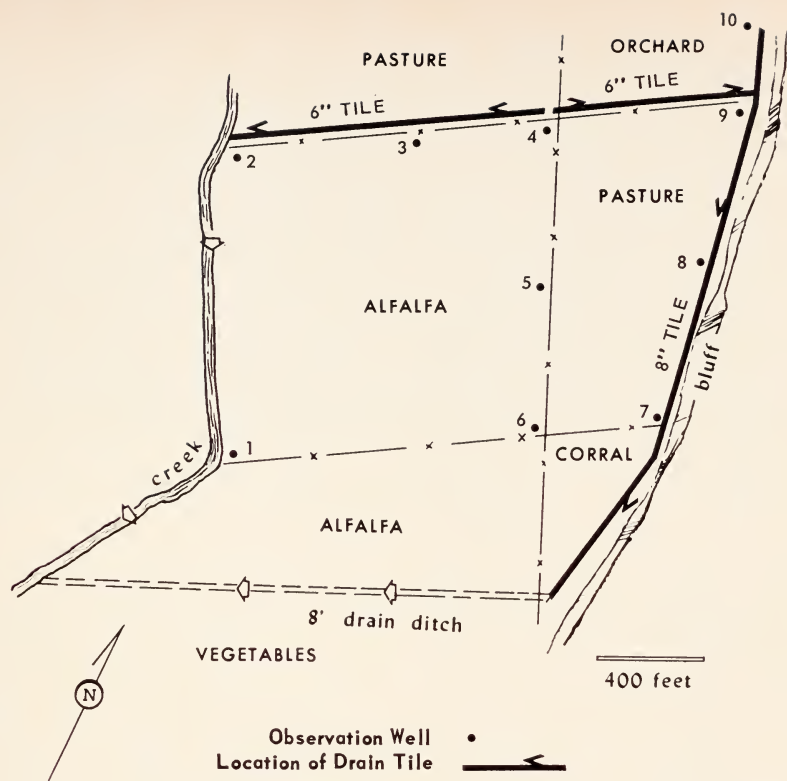 10
PASTURE
ORCHARD
6" TILE
6" TILE
2
3
4
9
PASTURE
8
5
ALFALFA
8" TILE
bluff
7
6
1
creek
CORRAL
ALFALFA
8' drain ditch
VEGETABLES
400 feet
N
Observation Well
Location of Drain Tile